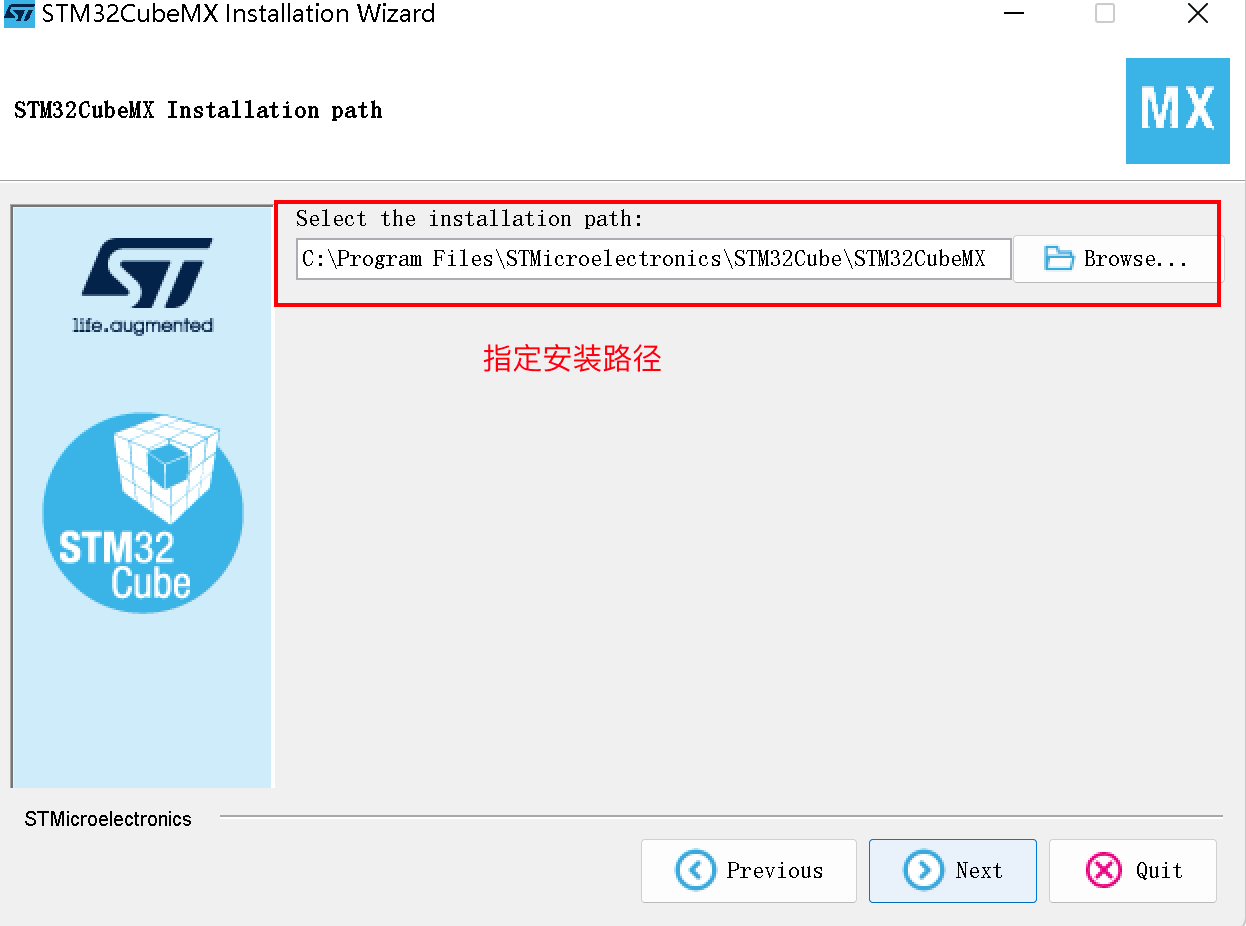 STM32CubeMX Installation Wizard
STM32CubeMX Installation path
MX
Select the installation path:
C:\Program Files\STMicroelectronics\STM32Cube\STM32CubeMX
Browse...
指定安装路径
ST
life.augmented
STM32
Cube
STMicroelectronics
Previous
Next
Quit